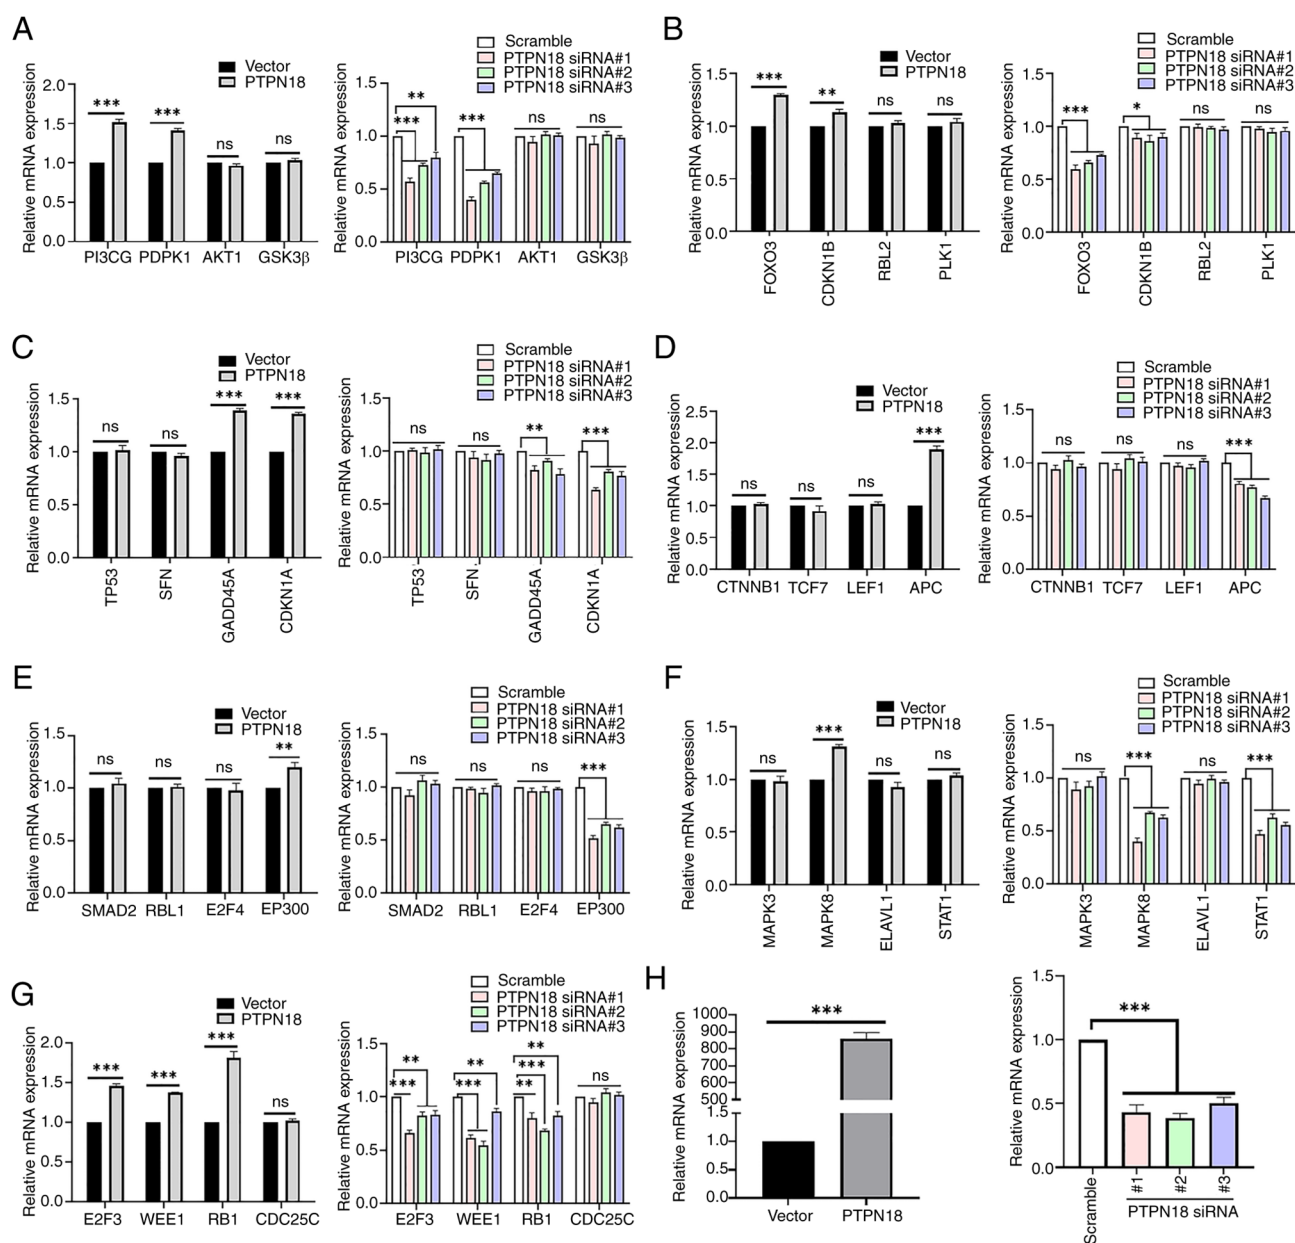 A
Relative mRNA expression
2.0
1.5
1.0
0.5
0.0
Vector
PTPN18
***
***
ns
ns
PI3CG PDPK1 AKT1 GSK3β
Relative mRNA expression
1.5
1.0
0.5
0.0
Scramble
PTPN18 siRNA#1
PTPN18 siRNA#2
PTPN18 siRNA#3
**
***
***
ns
ns
PI3CG PDPK1 AKT1 GSK3β
B
Relative mRNA expression
1.5
1.0
0.5
0.0
Vector
PTPN18
***
**
ns
ns
FOXO3
CDKN1B
RBL2
PLK1
Relative mRNA expression
1.5
1.0
0.5
0.0
Scramble
PTPN18 siRNA#1
PTPN18 siRNA#2
PTPN18 siRNA#3
***
*
ns
ns
FOXO3
CDKN1B
RBL2
PLK1
C
Relative mRNA expression
1.5
1.0
0.5
0.0
Vector
PTPN18
ns
ns
***
***
TP53
SFN
GADD45A
CDKN1A
Relative mRNA expression
1.5
1.0
0.5
0.0
Scramble
PTPN18 siRNA#1
PTPN18 siRNA#2
PTPN18 siRNA#3
ns
ns
**
***
TP53
SFN.
GADD45A
CDKN1A
D
Relative mRNA expression
2.5
2.0
1.5
1.0
0.5
0.0
Vector
PTPN18
ns
ns
ns
***
CTNNB1 TCF7 LEF1 APC
Relative mRNA expression
1.5
1.0
0.5
0.0
Scramble
PTPN18 siRNA#1
PTPN18 siRNA#2
PTPN18 siRNA#3
ns
ns
ns
***
CTNNB1 TCF7 LEF1 APC
E
Relative mRNA expression
1.5
1.0
0.5
0.0
Vector
PTPN18
ns
ns
ns
**
SMAD2 RBL1 E2F4 EP300
Relative mRNA expression
1.5
1.0
0.5
0.0
Scramble
PTPN18 siRNA#1
PTPN18 siRNA#2
PTPN18 siRNA#3
ns
ns
ns
***
SMAD2 RBL1 E2F4 EP300
F
Relative mRNA expression
1.5
1.0
0.5
0.0
Vector
PTPN18
ns
***
ns
ns
MAPK3
MAPK8
ELAVL1
STAT1
Relative mRNA expression
1.5
1.0
0.5
0.0
Scramble
PTPN18 siRNA#1
PTPN18 siRNA#2
PTPN18 siRNA#3
ns
***
ns
***
MAPK3
MAPK8
ELAVL1
STAT1
G
Relative mRNA expression
2.0
1.5
1.0
0.5
0.0
Vector
PTPN18
***
***
***
ns
E2F3 WEE1 RB1 CDC25C
Relative mRNA expression
1.5
1.0
0.5
0.0
Scramble
PTPN18 siRNA#1
PTPN18 siRNA#2
PTPN18 siRNA#3
**
***
**
***
**
***
**
ns
E2F3 WEE1 RB1 CDC25C
H
Relative mRNA expression
1000
900
800
700
600
500
1.5
1.0
0.5
0.0
***
Vector PTPN18
Relative mRNA expression
1.5
1.0
0.5
0.0
***
Scramble
#1
#2
#3
PTPN18 siRNA